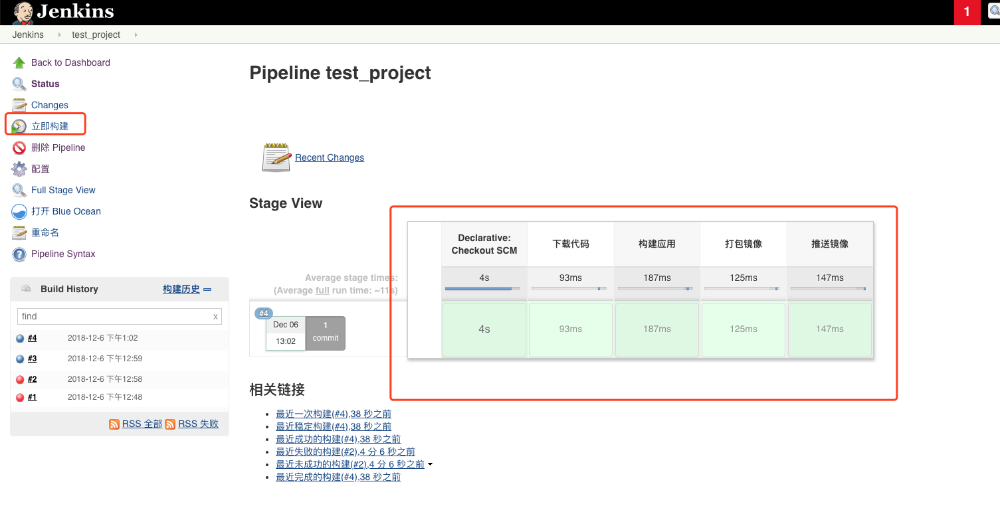 Jenkins
1
Jenkins
test_project
Back to Dashboard
Status
Changes
立即构建
删除 Pipeline
配置
Full Stage View
打开 Blue Ocean
重命名
Pipeline Syntax
Build History
构建历史
find
x
#4 2018-12-6 下午1:02
#3 2018-12-6 下午12:59
#2 2018-12-6 下午12:58
#1 2018-12-6 下午12:48
RSS 全部 RSS 失败
Pipeline test_project
Recent Changes
Stage View
Declarative:
Checkout SCM
下载代码
构建应用
打包镜像
推送镜像
Average stage times:
(Average full run time: ~11s)
4s 93ms 187ms 125ms 147ms
#4
Dec 06
13:02
1
commit
4s 93ms 187ms 125ms 147ms
相关链接
最近一次构建(#4),38 秒之前
最近稳定构建(#4),38 秒之前
最近成功的构建(#4),38 秒之前
最近失败的构建(#2),4 分 6 秒之前
最近未成功的构建(#2),4 分 6 秒之前
最近完成的构建(#4),38 秒之前